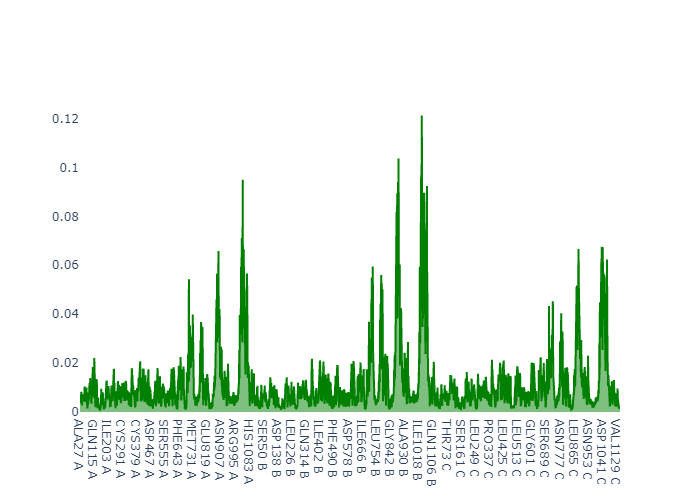 0.12
0.1
0.08
0.06
0.04
0.02
0
ALA27 A
GLN115 A
ILE203 A
CYS291 A
CYS379 A
ASP467 A
SER555 A
PHE643 A
MET731 A
GLU819 A
ASN907 A
ARG995 A
HIS1083 A
SER50 B
ASP138 B
LEU226 B
GLN314 B
ILE402 B
PHE490 B
ASP578 B
ILE666 B
LEU754 B
GLY842 B
ALA930 B
ILE1018 B
GLN1106 B
THR73 C
SER161 C
LEU249 C
PRO337 C
LEU425 C
LEU513 C
GLY601 C
SER689 C
ASN777 C
LEU865 C
ASN953 C
ASP1041 C
VAL1129 C